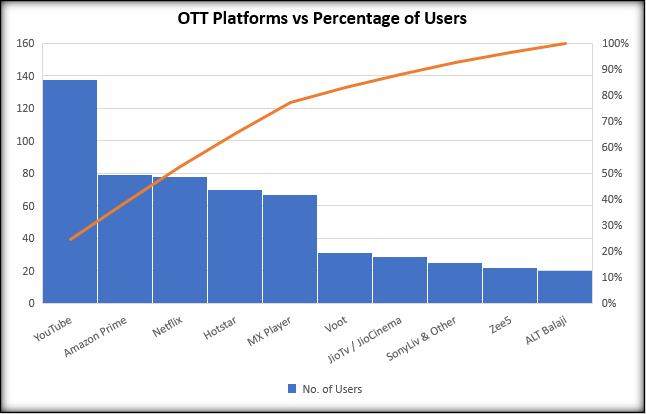 OTT Platforms vs Percentage of Users
160
140
120
100
80
60
40
20
0
100%
90%
80%
70%
60%
50%
40%
30%
20%
10%
0%
YouTube
Amazon Prime
Netflix
Hotstar
MX Player
Voot
JioTv / JioCinema
SonyLiv & Other
Zee5
ALT Balaji
No. of Users